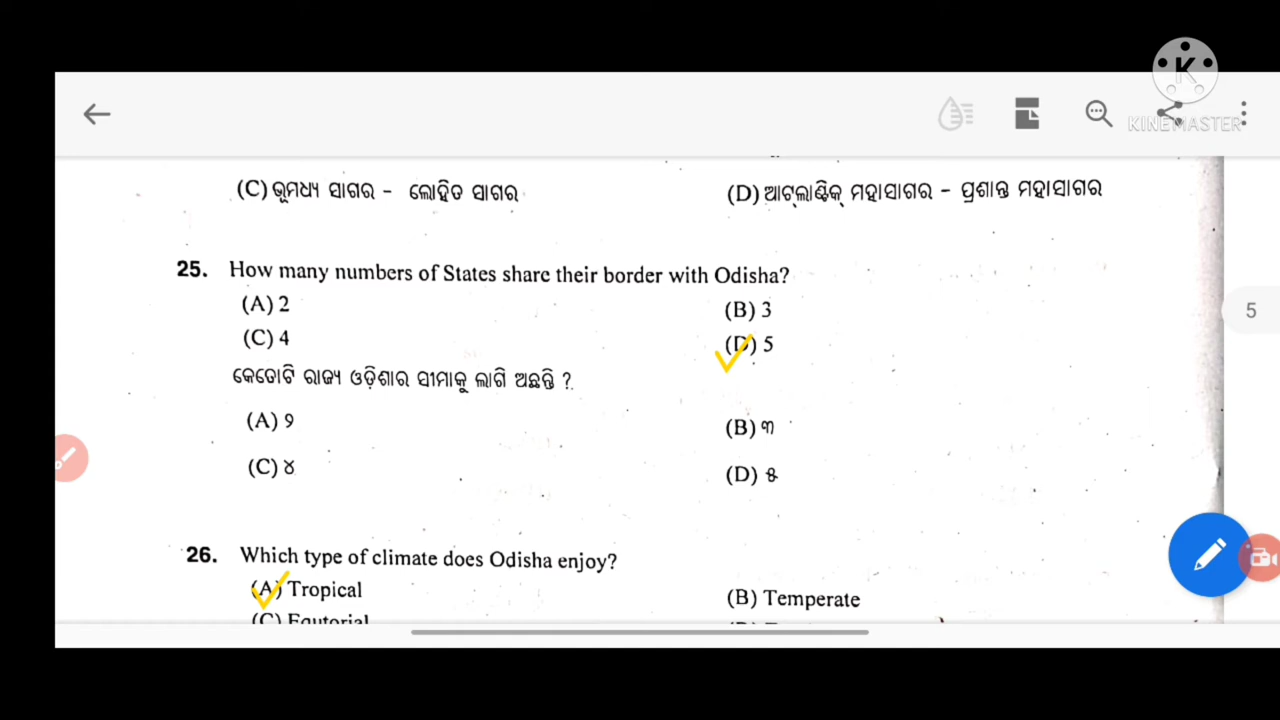 KINEMASTER
(C) ଭୂମଧ୍ୟ ସାଗର - ଲୋହିତ ସାଗର
(D) ଆଟ୍‌ଲାଣ୍ଟିକ୍ ମହାସାଗର - ପ୍ରଶାନ୍ତ ମହାସାଗର
25. How many numbers of States share their border with Odisha?
(A) 2
(B) 3
(C) 4
(D) 5
5
କେତୋଟି ରାଜ୍ୟ ଓଡ଼ିଶାର ସୀମାକୁ ଲାଗି ଅଛନ୍ତି ?
(A) ୨
(B) ୩
(C) ୪
(D) ୫
26. Which type of climate does Odisha enjoy?
(A) Tropical
(B) Temperate
(C) Equtorial